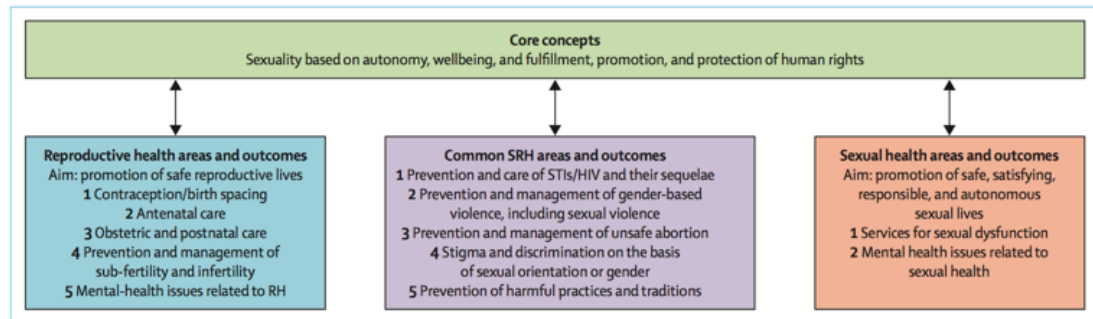 Core concepts
Sexuality based on autonomy, wellbeing, and fulfillment, promotion, and protection of human rights
Reproductive health areas and outcomes
Aim: promotion of safe reproductive lives
1 Contraception/birth spacing
2 Antenatal care
3 Obstetric and postnatal care
4 Prevention and management of
sub-fertility and infertility
5 Mental-health issues related to RH
Common SRH areas and outcomes
1 Prevention and care of STIs/HIV and their sequelae
2 Prevention and management of gender-based
violence, including sexual violence
3 Prevention and management of unsafe abortion
4 Stigma and discrimination on the basis
of sexual orientation or gender
5 Prevention of harmful practices and traditions
Sexual health areas and outcomes
Aim: promotion of safe, satisfying,
responsible, and autonomous
sexual lives
1 Services for sexual dysfunction
2 Mental health issues related to
sexual health